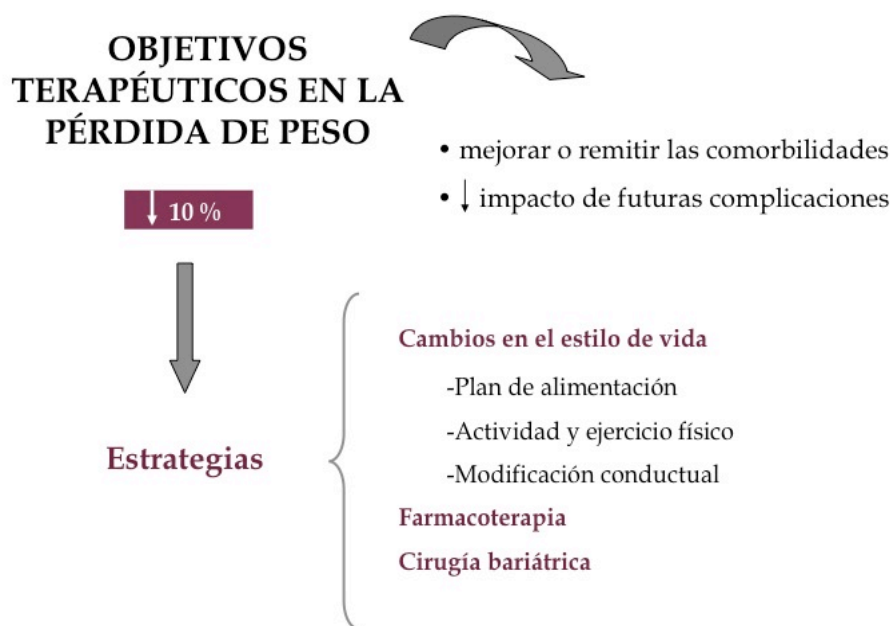 OBJETIVOS
TERAPÉUTICOS EN LA
PÉRDIDA DE PESO
• mejorar o remitir las comorbilidades
• ↓ impacto de futuras complicaciones
↓ 10 %
Cambios en el estilo de vida
-Plan de alimentación
-Actividad y ejercicio físico
-Modificación conductual
Estrategias
Farmacoterapia
Cirugía bariátrica